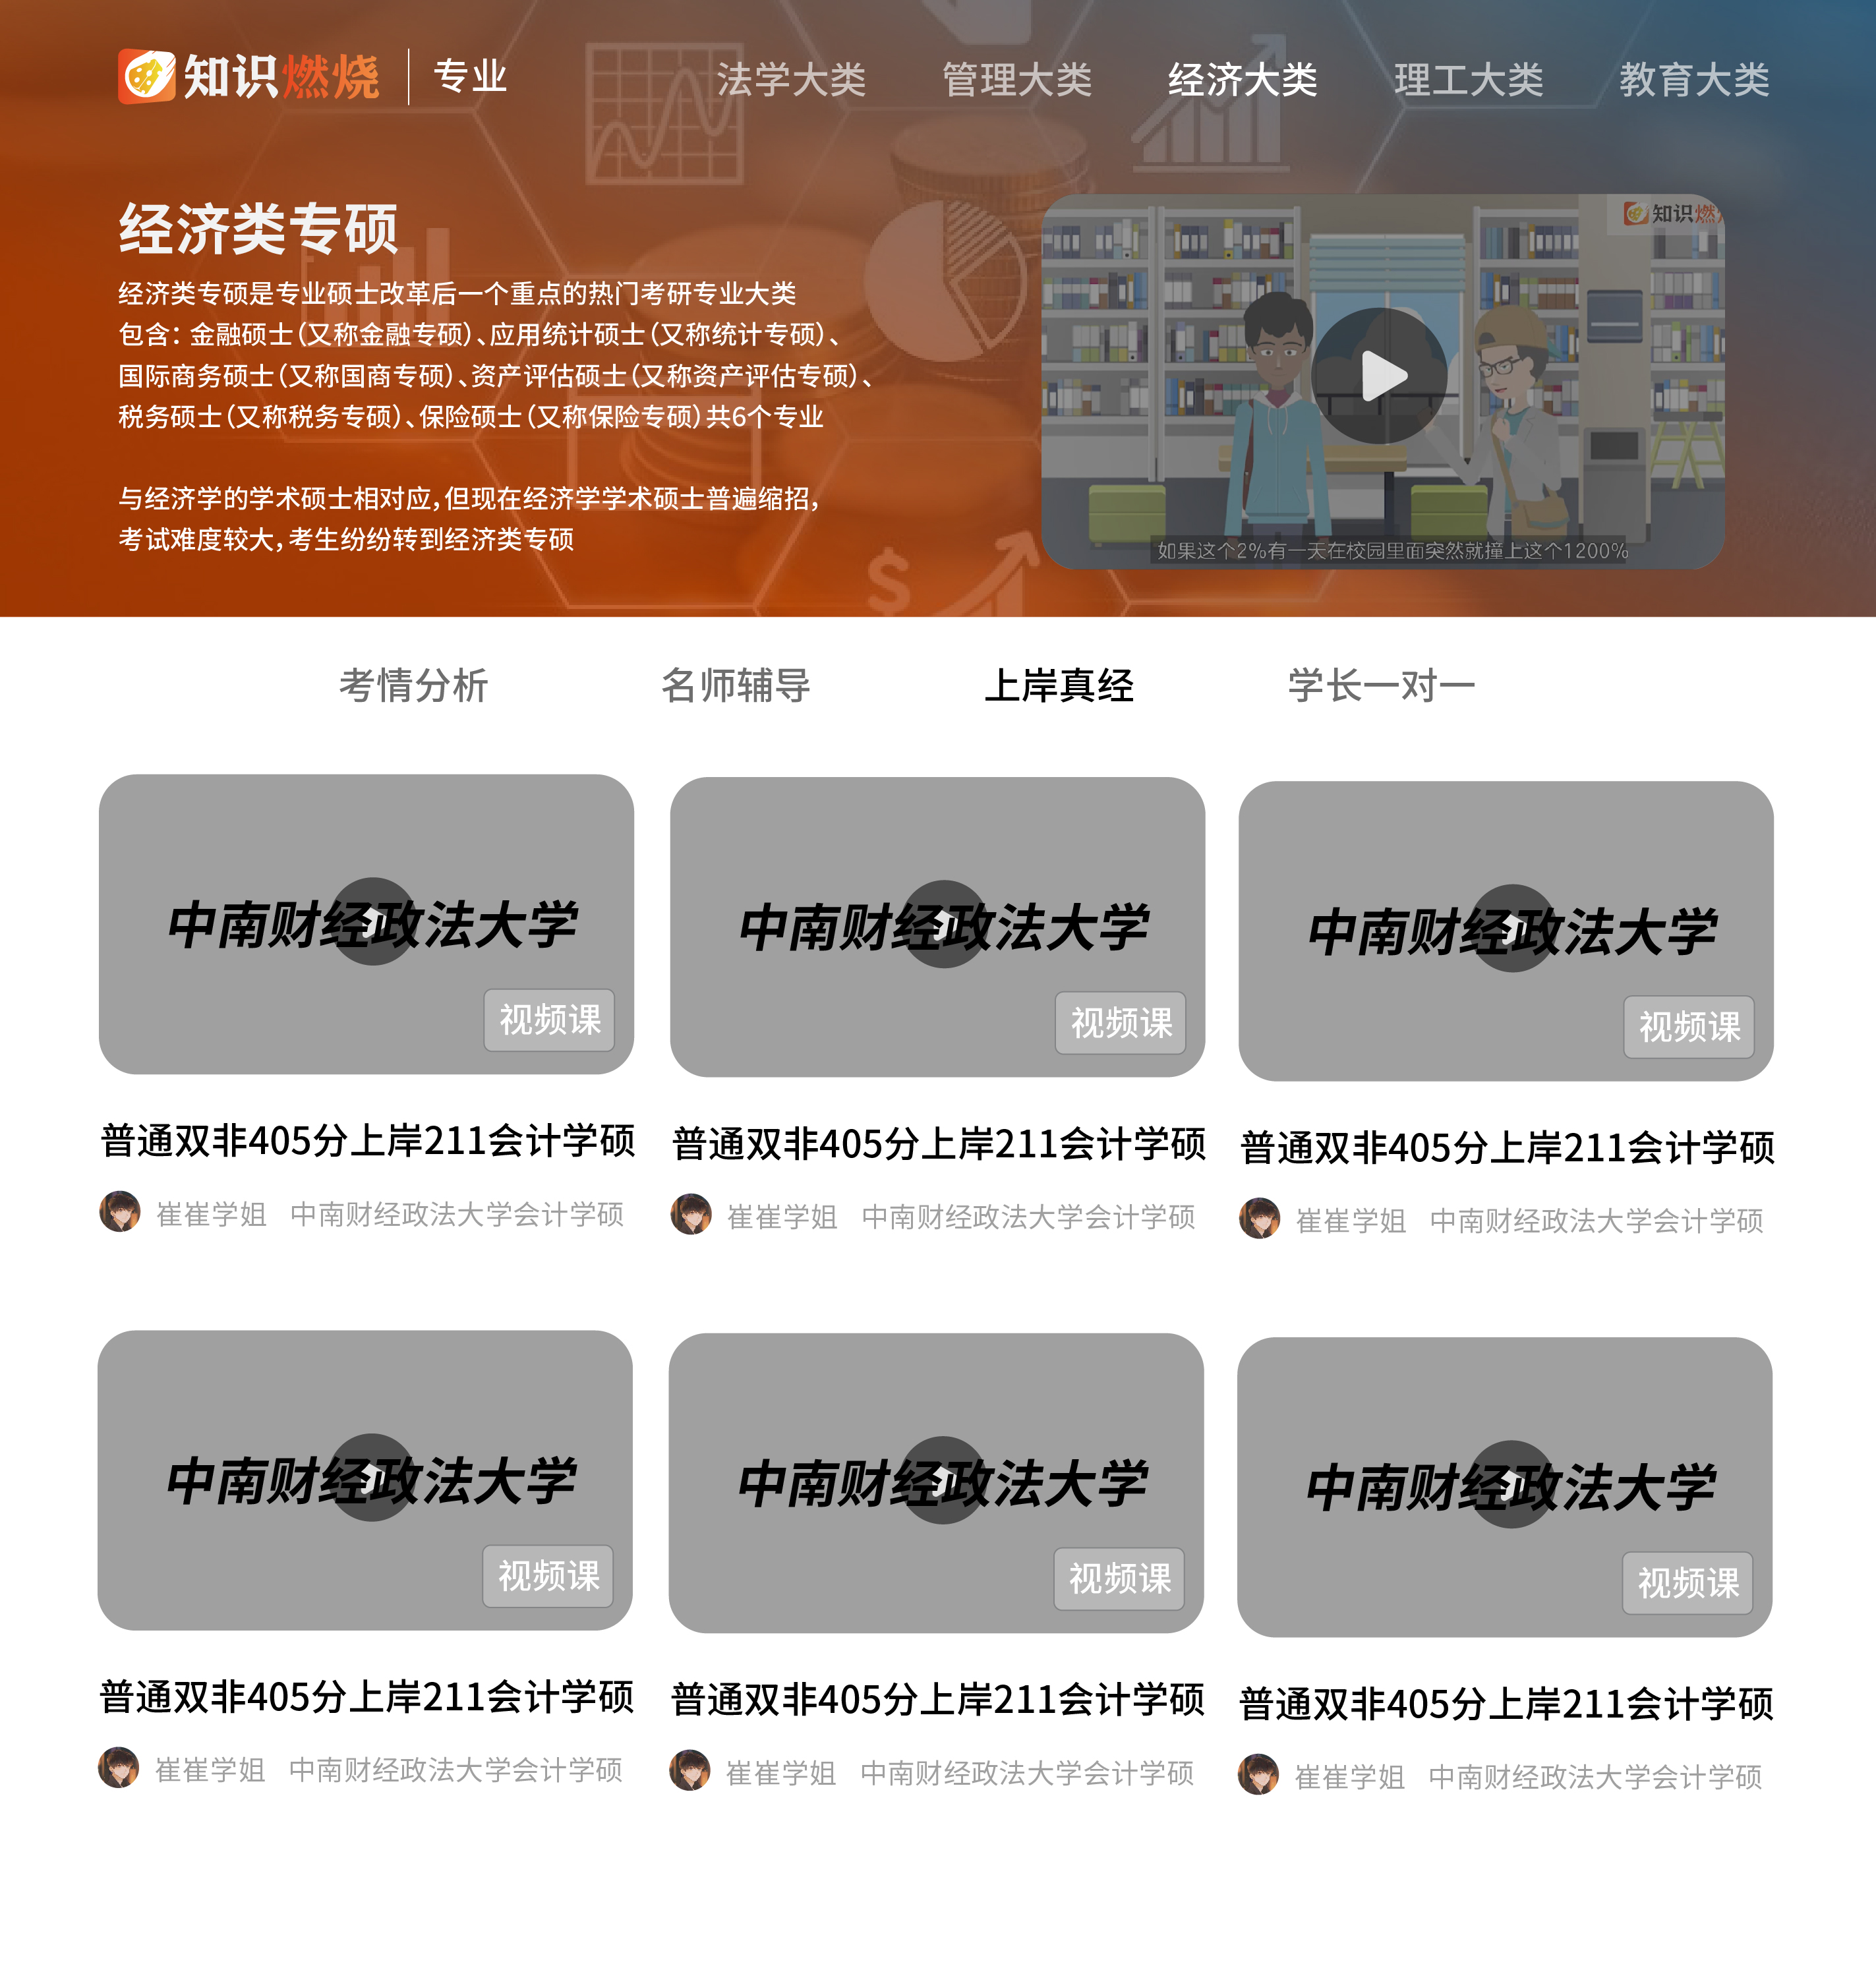 知识燃烧 专业 法学大类 管理大类 经济大类 理工大类 教育大类
经济类专硕
经济类专硕是专业硕士改革后一个重点的热门考研专业大类
包含：金融硕士（又称金融专硕）、应用统计硕士（又称统计专硕）、
国际商务硕士（又称国商专硕）、资产评估硕士（又称资产评估专硕）、
税务硕士（又称税务专硕）、保险硕士（又称保险专硕）共6个专业
与经济学的学术硕士相对应，但现在经济学学术硕士普遍缩招，
考试难度较大，考生纷纷转到经济类专硕
知识燃
如果这个2%有一天在校园里面突然就撞上这个1200%
考情分析 名师辅导 上岸真经 学长一对一
中南财经政法大学 中南财经政法大学 中南财经政法大学
视频课 视频课 视频课
普通双非405分上岸211会计学硕 普通双非405分上岸211会计学硕 普通双非405分上岸211会计学硕
崔崔学姐 中南财经政法大学会计学硕 崔崔学姐 中南财经政法大学会计学硕 崔崔学姐 中南财经政法大学会计学硕
中南财经政法大学 中南财经政法大学 中南财经政法大学
视频课 视频课 视频课
普通双非405分上岸211会计学硕 普通双非405分上岸211会计学硕 普通双非405分上岸211会计学硕
崔崔学姐 中南财经政法大学会计学硕 崔崔学姐 中南财经政法大学会计学硕 崔崔学姐 中南财经政法大学会计学硕